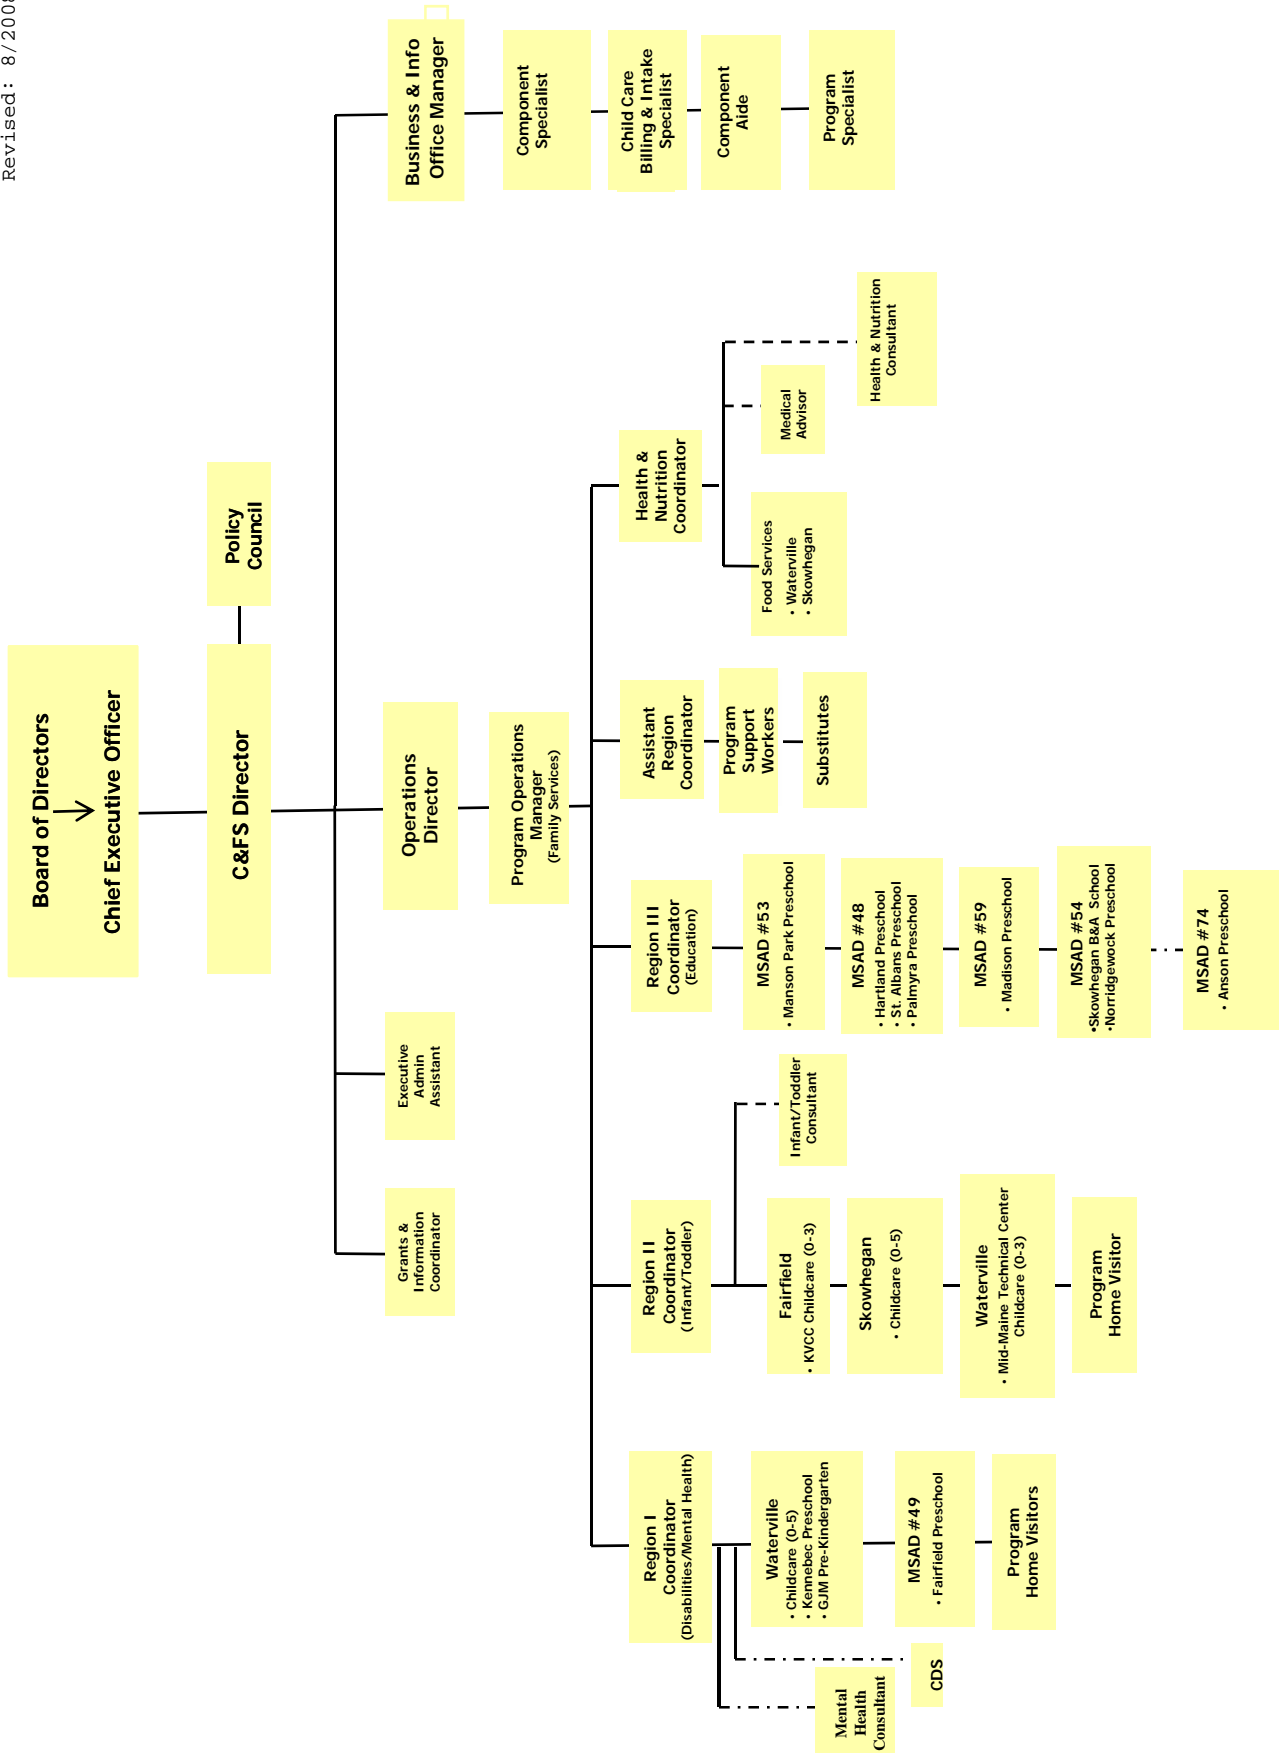 Revised: 8/2008
Board of Directors
Chief Executive Officer
C&FS Director
Policy
Council
Grants &
Information
Coordinator
Executive
Admin
Assistant
Operations
Director
Business & Info
Office Manager
Program Operations
Manager
(Family Services)
Component
Specialist
Child Care
Billing & Intake
Specialist
Component
Aide
Program
Specialist
Region I
Coordinator
(Disabilities/Mental Health)
Waterville
• Childcare (0-5)
• Kennebec Preschool
• GJM Pre-Kindergarten
MSAD #49
• Fairfield Preschool
Program
Home Visitors
Mental
Health
Consultant
CDS
Region II
Coordinator
(Infant/Toddler)
Fairfield
• KVCC Childcare (0-3)
Skowhegan
• Childcare (0-5)
Waterville
• Mid-Maine Technical Center
Childcare (0-3)
Program
Home Visitor
Infant/Toddler
Consultant
Region III
Coordinator
(Education)
MSAD #53
• Manson Park Preschool
MSAD #48
• Hartland Preschool
• St. Albans Preschool
• Palmyra Preschool
MSAD #59
• Madison Preschool
MSAD #54
•Skowhegan B&A School
•Norridgewock Preschool
MSAD #74
• Anson Preschool
Assistant
Region
Coordinator
Program
Support
Workers
Substitutes
Health &
Nutrition
Coordinator
Food Services
• Waterville
• Skowhegan
Medical
Advisor
Health & Nutrition
Consultant